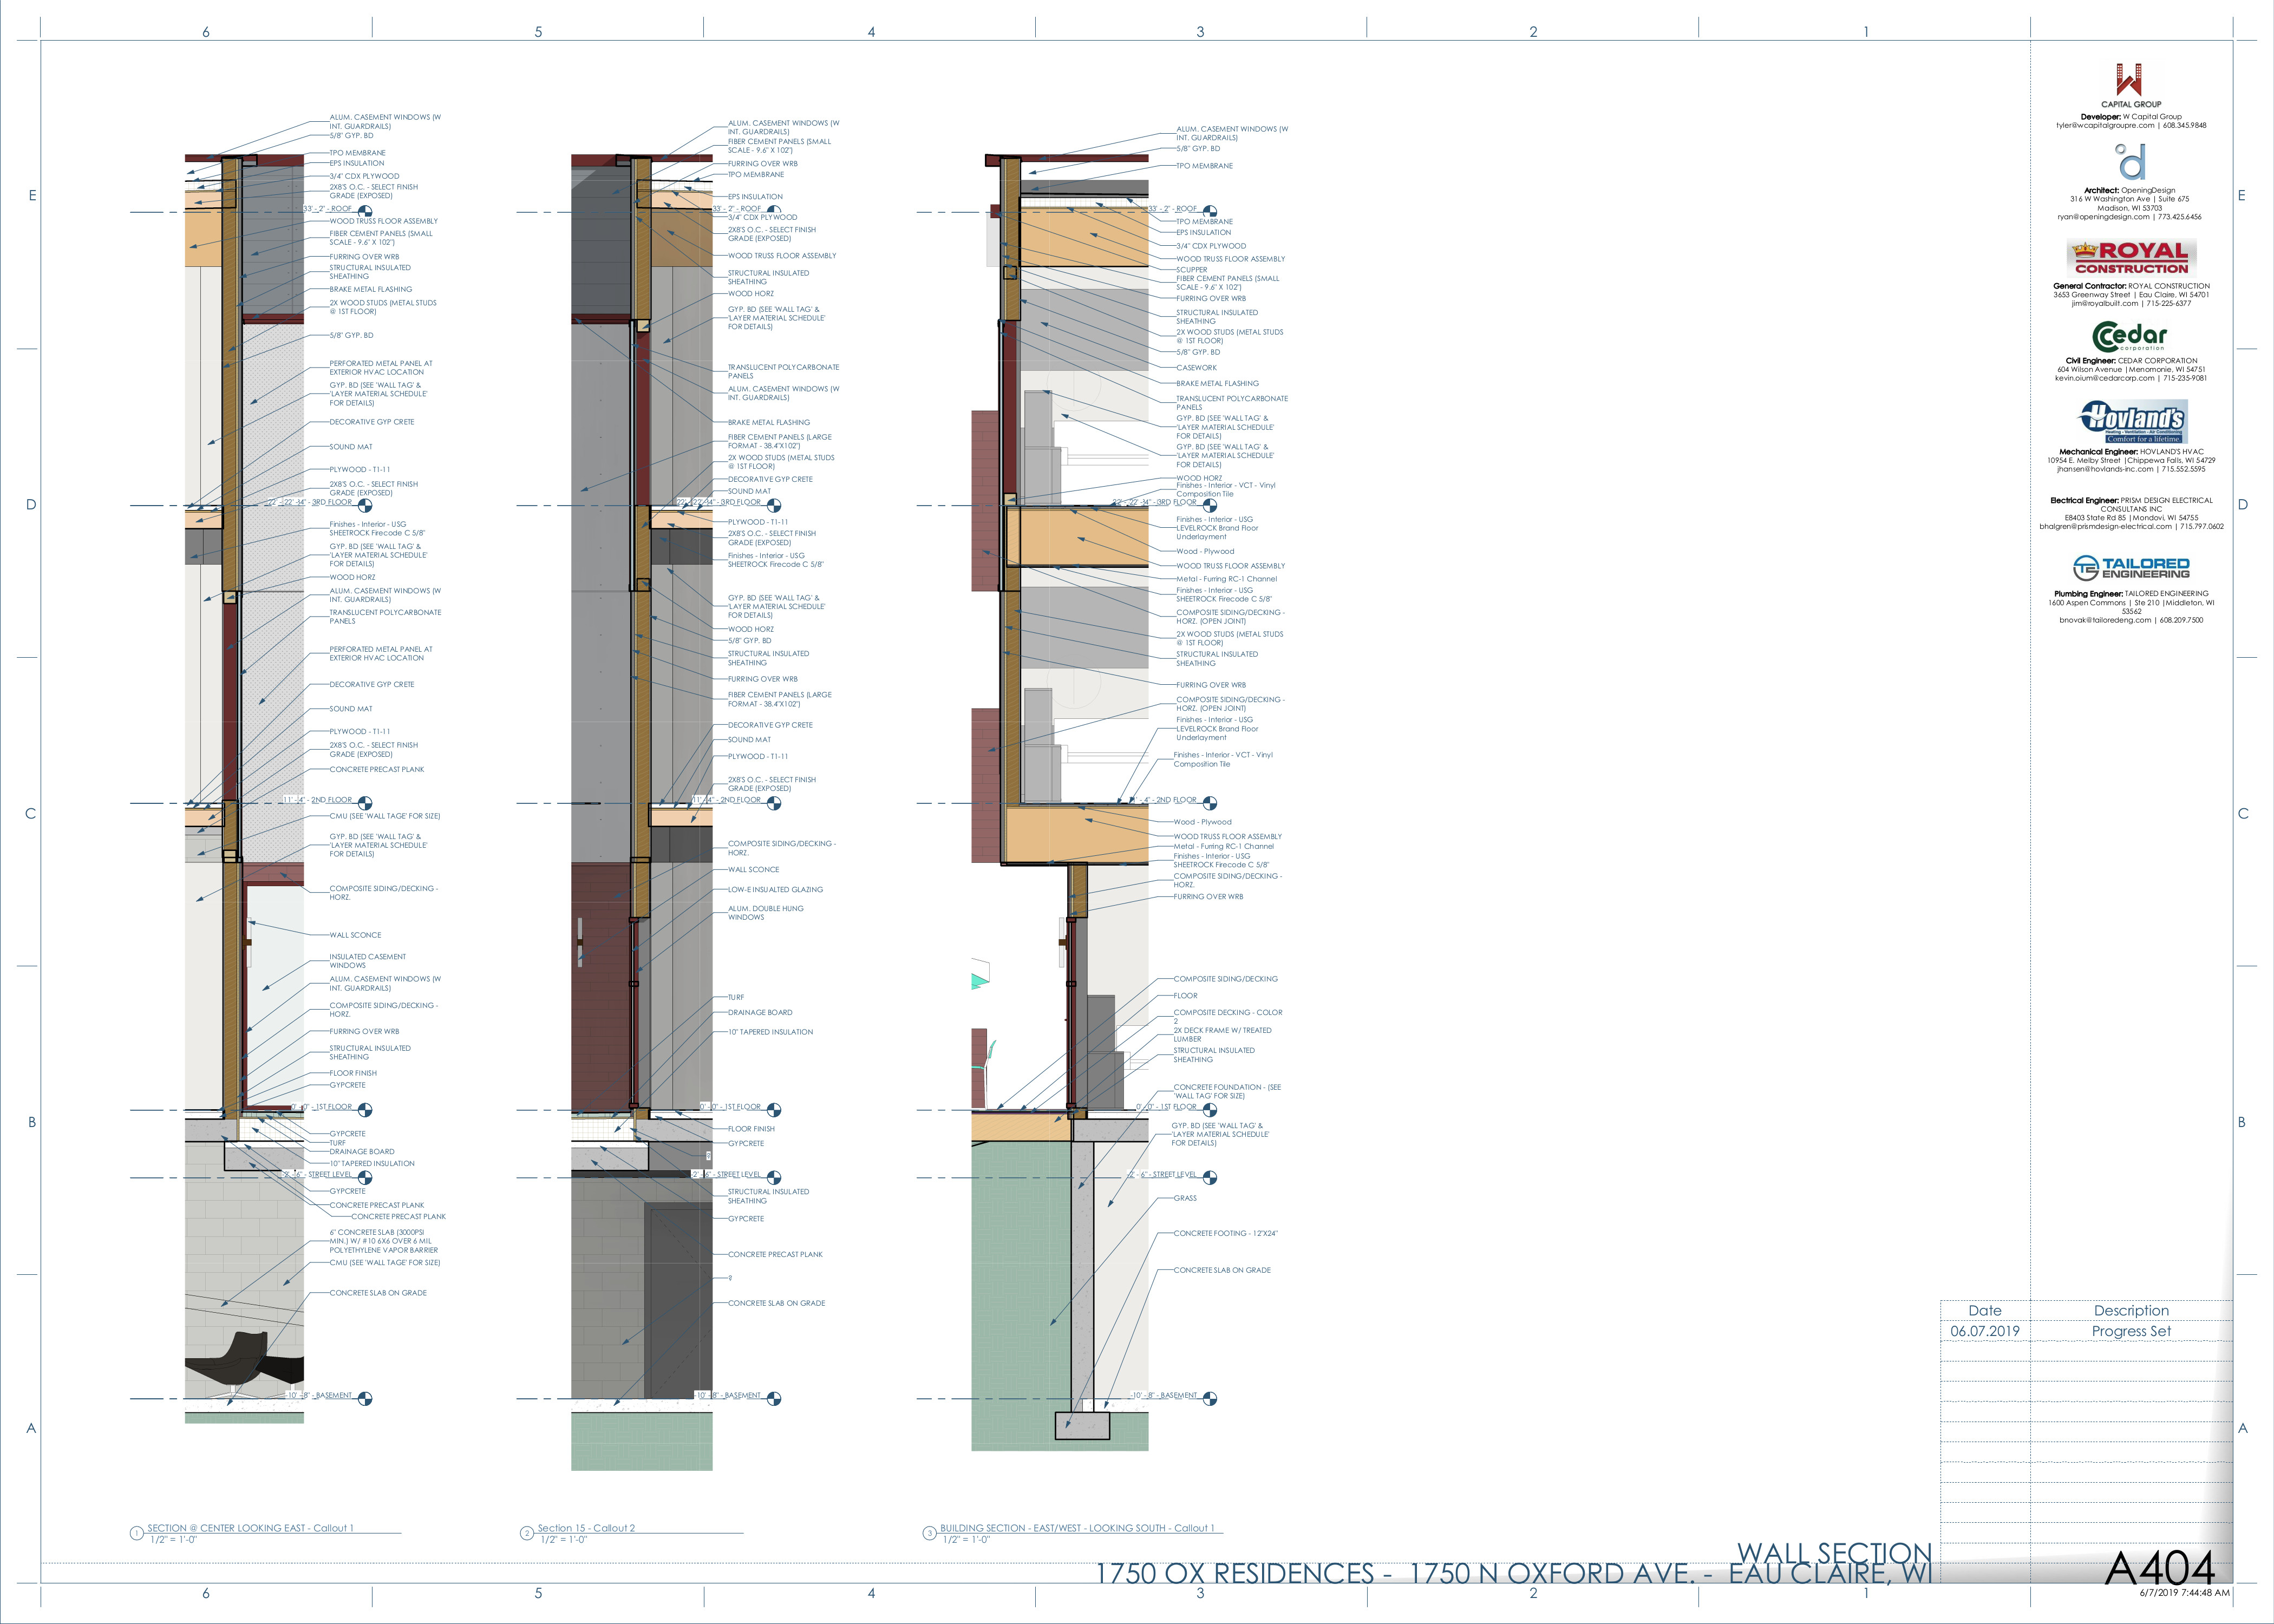 6 5 4 3 2 1
E
D
C
B
A
ALUM. CASEMENT WINDOWS (W
INT. GUARDRAILS)
5/8" GYP. BD
TPO MEMBRANE
EPS INSULATION
3/4" CDX PLYWOOD
2X8'S O.C. - SELECT FINISH
GRADE (EXPOSED)
33' - 2" - ROOF
WOOD TRUSS FLOOR ASSEMBLY
FIBER CEMENT PANELS (SMALL
SCALE - 9.6" X 102")
FURRING OVER WRB
STRUCTURAL INSULATED
SHEATHING
BRAKE METAL FLASHING
2X WOOD STUDS (METAL STUDS
@ 1ST FLOOR)
5/8" GYP. BD
PERFORATED METAL PANEL AT
EXTERIOR HVAC LOCATION
GYP. BD (SEE 'WALL TAG' &
'LAYER MATERIAL SCHEDULE'
FOR DETAILS)
DECORATIVE GYP CRETE
SOUND MAT
PLYWOOD - T1-11
2X8'S O.C. - SELECT FINISH
GRADE (EXPOSED)
3RD FLOOR
Finishes - Interior - USG
SHEETROCK Firecode C 5/8"
GYP. BD (SEE 'WALL TAG' &
'LAYER MATERIAL SCHEDULE'
FOR DETAILS)
WOOD HORZ
ALUM. CASEMENT WINDOWS (W
INT. GUARDRAILS)
TRANSLUCENT POLYCARBONATE
PANELS
PERFORATED METAL PANEL AT
EXTERIOR HVAC LOCATION
DECORATIVE GYP CRETE
SOUND MAT
PLYWOOD - T1-11
2X8'S O.C. - SELECT FINISH
GRADE (EXPOSED)
CONCRETE PRECAST PLANK
11' - 4" - 2ND FLOOR
CMU (SEE 'WALL TAGE' FOR SIZE)
GYP. BD (SEE 'WALL TAG' &
'LAYER MATERIAL SCHEDULE'
FOR DETAILS)
COMPOSITE SIDING/DECKING -
HORZ.
WALL SCONCE
INSULATED CASEMENT
WINDOWS
ALUM. CASEMENT WINDOWS (W
INT. GUARDRAILS)
COMPOSITE SIDING/DECKING -
HORZ.
FURRING OVER WRB
STRUCTURAL INSULATED
SHEATHING
FLOOR FINISH
GYPCRETE
0' - 0" - 1ST FLOOR
GYPCRETE
TURF
DRAINAGE BOARD
10" TAPERED INSULATION
-2' - 6" - STREET LEVEL
GYPCRETE
CONCRETE PRECAST PLANK
CONCRETE PRECAST PLANK
6" CONCRETE SLAB (3000PSI
MIN.) W/ #10 6X6 OVER 6 MIL
POLYETHYLENE VAPOR BARRIER
CMU (SEE 'WALL TAGE' FOR SIZE)
CONCRETE SLAB ON GRADE
-10' - 8" - BASEMENT
1 SECTION @ CENTER LOOKING EAST - Callout 1
1/2" = 1'-0"
ALUM. CASEMENT WINDOWS (W
INT. GUARDRAILS)
FIBER CEMENT PANELS (SMALL
SCALE - 9.6" X 102")
FURRING OVER WRB
TPO MEMBRANE
EPS INSULATION
33' - 2" - ROOF
3/4" CDX PLYWOOD
2X8'S O.C. - SELECT FINISH
GRADE (EXPOSED)
WOOD TRUSS FLOOR ASSEMBLY
STRUCTURAL INSULATED
SHEATHING
WOOD HORZ
GYP. BD (SEE 'WALL TAG' &
'LAYER MATERIAL SCHEDULE'
FOR DETAILS)
TRANSLUCENT POLYCARBONATE
PANELS
ALUM. CASEMENT WINDOWS (W
INT. GUARDRAILS)
BRAKE METAL FLASHING
FIBER CEMENT PANELS (LARGE
FORMAT - 38.4"X102")
2X WOOD STUDS (METAL STUDS
@ 1ST FLOOR)
DECORATIVE GYP CRETE
SOUND MAT
3RD FLOOR
PLYWOOD - T1-11
2X8'S O.C. - SELECT FINISH
GRADE (EXPOSED)
Finishes - Interior - USG
SHEETROCK Firecode C 5/8"
GYP. BD (SEE 'WALL TAG' &
'LAYER MATERIAL SCHEDULE'
FOR DETAILS)
WOOD HORZ
5/8" GYP. BD
STRUCTURAL INSULATED
SHEATHING
FURRING OVER WRB
FIBER CEMENT PANELS (LARGE
FORMAT - 38.4"X102")
DECORATIVE GYP CRETE
SOUND MAT
PLYWOOD - T1-11
2X8'S O.C. - SELECT FINISH
GRADE (EXPOSED)
11' - 4" - 2ND FLOOR
COMPOSITE SIDING/DECKING -
HORZ.
WALL SCONCE
LOW-E INSUALTED GLAZING
ALUM. DOUBLE HUNG
WINDOWS
TURF
DRAINAGE BOARD
10" TAPERED INSULATION
0' - 0" - 1ST FLOOR
FLOOR FINISH
GYPCRETE
-2' - 6" - STREET LEVEL
STRUCTURAL INSULATED
SHEATHING
GYPCRETE
CONCRETE PRECAST PLANK
?
CONCRETE SLAB ON GRADE
-10' - 8" - BASEMENT
2 Section 15 - Callout 2
1/2" = 1'-0"
ALUM. CASEMENT WINDOWS (W
INT. GUARDRAILS)
5/8" GYP. BD
TPO MEMBRANE
33' - 2" - ROOF
TPO MEMBRANE
EPS INSULATION
3/4" CDX PLYWOOD
WOOD TRUSS FLOOR ASSEMBLY
SCUPPER
FIBER CEMENT PANELS (SMALL
SCALE - 9.6" X 102")
FURRING OVER WRB
STRUCTURAL INSULATED
SHEATHING
2X WOOD STUDS (METAL STUDS
@ 1ST FLOOR)
5/8" GYP. BD
CASEWORK
BRAKE METAL FLASHING
TRANSLUCENT POLYCARBONATE
PANELS
GYP. BD (SEE 'WALL TAG' &
'LAYER MATERIAL SCHEDULE'
FOR DETAILS)
GYP. BD (SEE 'WALL TAG' &
'LAYER MATERIAL SCHEDULE'
FOR DETAILS)
WOOD HORZ
Finishes - Interior - VCT - Vinyl
Composition Tile
3RD FLOOR
Finishes - Interior - USG
LEVELROCK Brand Floor
Underlayment
Wood - Plywood
WOOD TRUSS FLOOR ASSEMBLY
Metal - Furring RC-1 Channel
Finishes - Interior - USG
SHEETROCK Firecode C 5/8"
COMPOSITE SIDING/DECKING -
HORZ. (OPEN JOINT)
2X WOOD STUDS (METAL STUDS
@ 1ST FLOOR)
STRUCTURAL INSULATED
SHEATHING
FURRING OVER WRB
COMPOSITE SIDING/DECKING -
HORZ. (OPEN JOINT)
Finishes - Interior - USG
LEVELROCK Brand Floor
Underlayment
Finishes - Interior - VCT - Vinyl
Composition Tile
- 4" - 2ND FLOOR
Wood - Plywood
WOOD TRUSS FLOOR ASSEMBLY
Metal - Furring RC-1 Channel
Finishes - Interior - USG
SHEETROCK Firecode C 5/8"
COMPOSITE SIDING/DECKING -
HORZ.
FURRING OVER WRB
COMPOSITE SIDING/DECKING
FLOOR
COMPOSITE DECKING - COLOR
2
2X DECK FRAME W/ TREATED
LUMBER
STRUCTURAL INSULATED
SHEATHING
CONCRETE FOUNDATION - (SEE
'WALL TAG' FOR SIZE)
0' - 0" - 1ST FLOOR
GYP. BD (SEE 'WALL TAG' &
'LAYER MATERIAL SCHEDULE'
FOR DETAILS)
-2' - 6" - STREET LEVEL
GRASS
CONCRETE FOOTING - 12"X24"
CONCRETE SLAB ON GRADE
-10' - 8" - BASEMENT
3 BUILDING SECTION - EAST/WEST - LOOKING SOUTH - Callout 1
1/2" = 1'-0"
W
CAPITAL GROUP
Developer: W Capital Group
tyler@wcapitalgroupre.com | 608.345.9848
d
Architect: OpeningDesign
316 W Washington Ave | Suite 675
Madison, WI 53703
ryan@openingdesign.com | 773.425.6456
ROYAL
CONSTRUCTION
General Contractor: ROYAL CONSTRUCTION
3653 Greenway Street | Eau Claire, WI 54701
jim@royalbuilt.com | 715-225-6377
Cedar
corporation
Civil Engineer: CEDAR CORPORATION
604 Wilson Avenue |Menomonie, WI 54751
kevin.oium@cedarcorp.com | 715-235-9081
Hovland's
Heating - Ventilation - Air Conditioning
Comfort for a lifetime.
Mechanical Engineer: HOVLAND'S HVAC
10954 E. Melby Street |Chippewa Falls, WI 54729
jhansen@hovlands-inc.com | 715.552.5595
Electrical Engineer: PRISM DESIGN ELECTRICAL
CONSULTANS INC
E8403 State Rd 85 |Mondovi, WI 54755
bhalgren@prismdesign-electrical.com | 715.797.0602
TE TAILORED
ENGINEERING
Plumbing Engineer: TAILORED ENGINEERING
1600 Aspen Commons | Ste 210 |Middleton, WI
53562
bnovak@tailoredeng.com | 608.209.7500
Date Description
06.07.2019 Progress Set
WALL SECTION
1750 OX RESIDENCES - 1750 N OXFORD AVE. - EAU CLAIRE, WI
A404
6/7/2019 7:44:48 AM
E
D
C
B
A
6 5 4 3 2 1